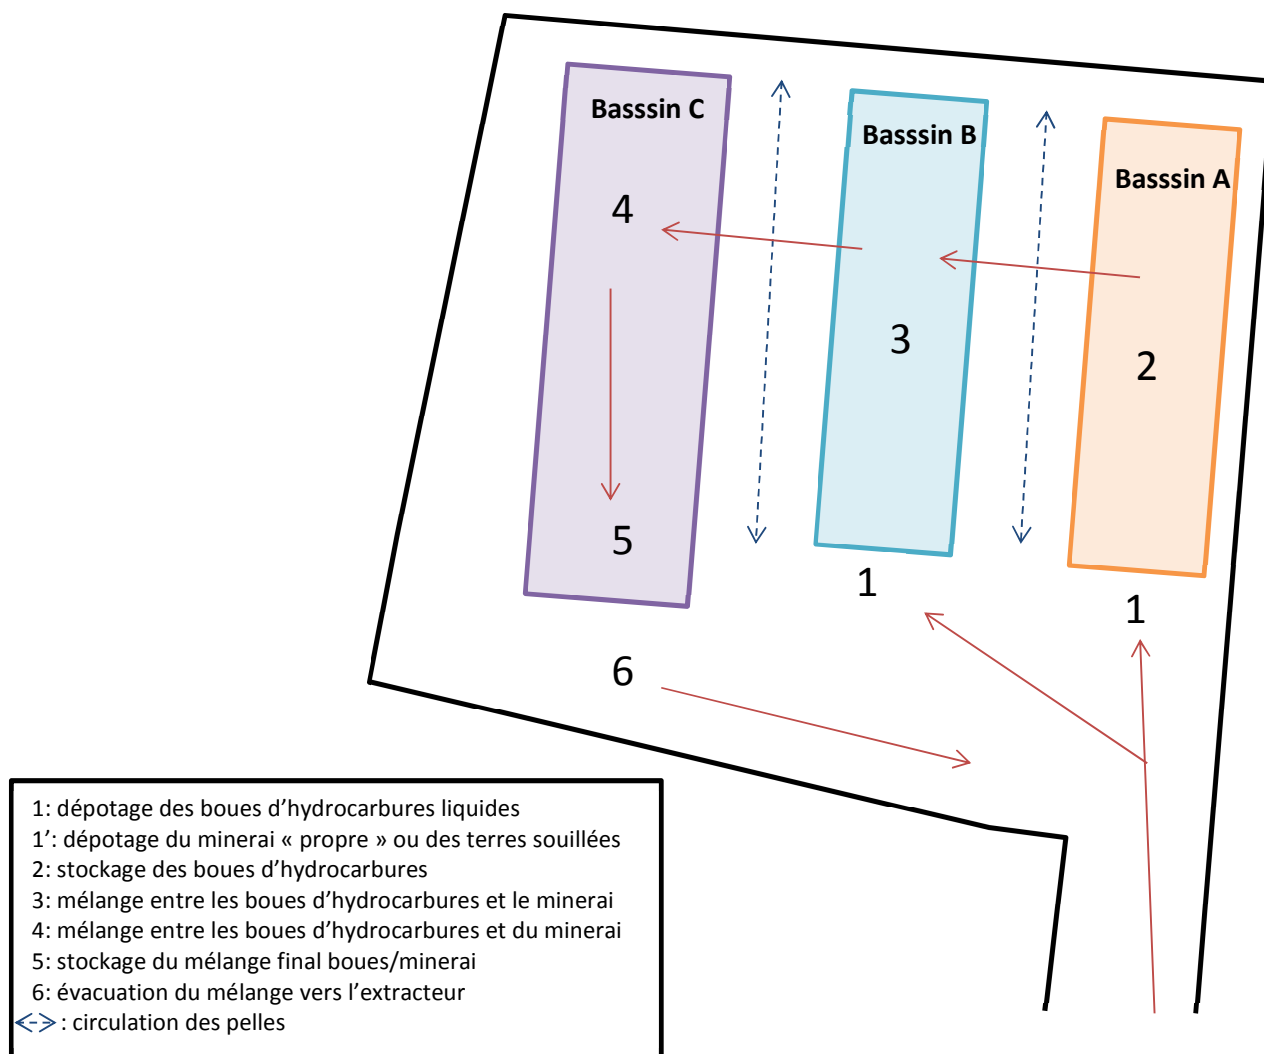 Basssin C
Basssin B
Basssin A
4
3
2
5
1
1
6
1: dépotage des boues d’hydrocarbures liquides
1’: dépotage du minerai « propre » ou des terres souillées
2: stockage des boues d’hydrocarbures
3: mélange entre les boues d’hydrocarbures et le minerai
4: mélange entre les boues d’hydrocarbures et du minerai
5: stockage du mélange final boues/minerai
6: évacuation du mélange vers l’extracteur
: circulation des pelles